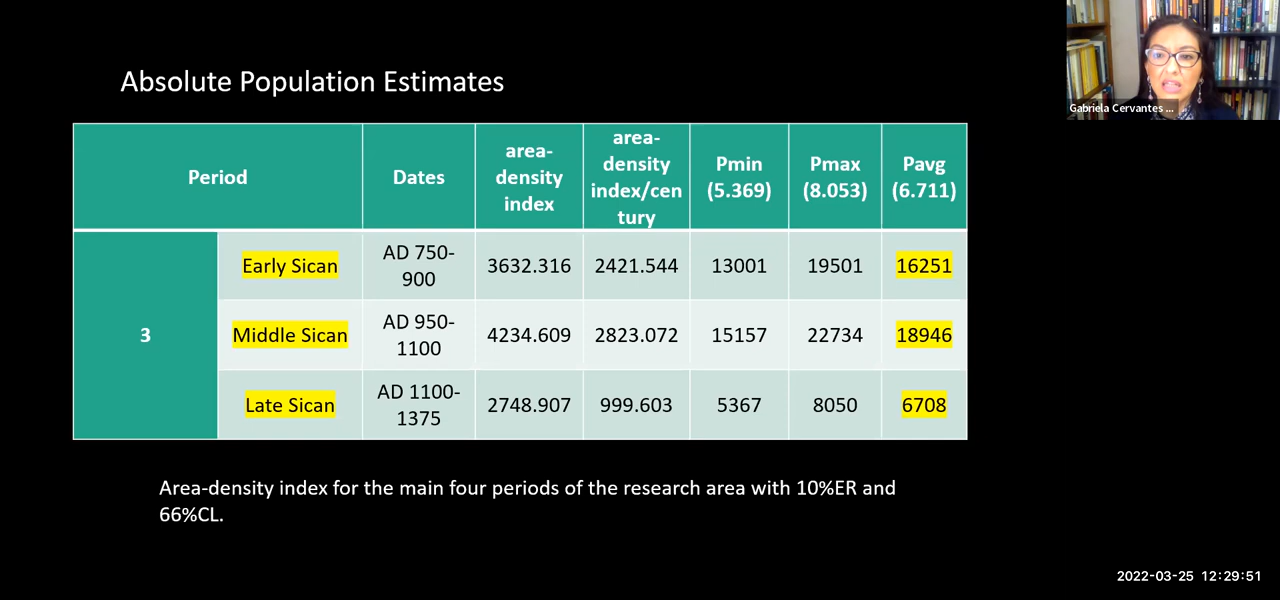 Absolute Population Estimates
Gabriela Cervantes ...
Period
Dates
area-
density
index
area-
density
index/cen
tury
Pmin
(5.369)
Pmax
(8.053)
Pavg
(6.711)
3
Early Sican
AD 750-
900
3632.316
2421.544
13001
19501
16251
Middle Sican
AD 950-
1100
4234.609
2823.072
15157
22734
18946
Late Sican
AD 1100-
1375
2748.907
999.603
5367
8050
6708
Area-density index for the main four periods of the research area with 10%ER and
66%CL.
2022-03-25 12:29:51